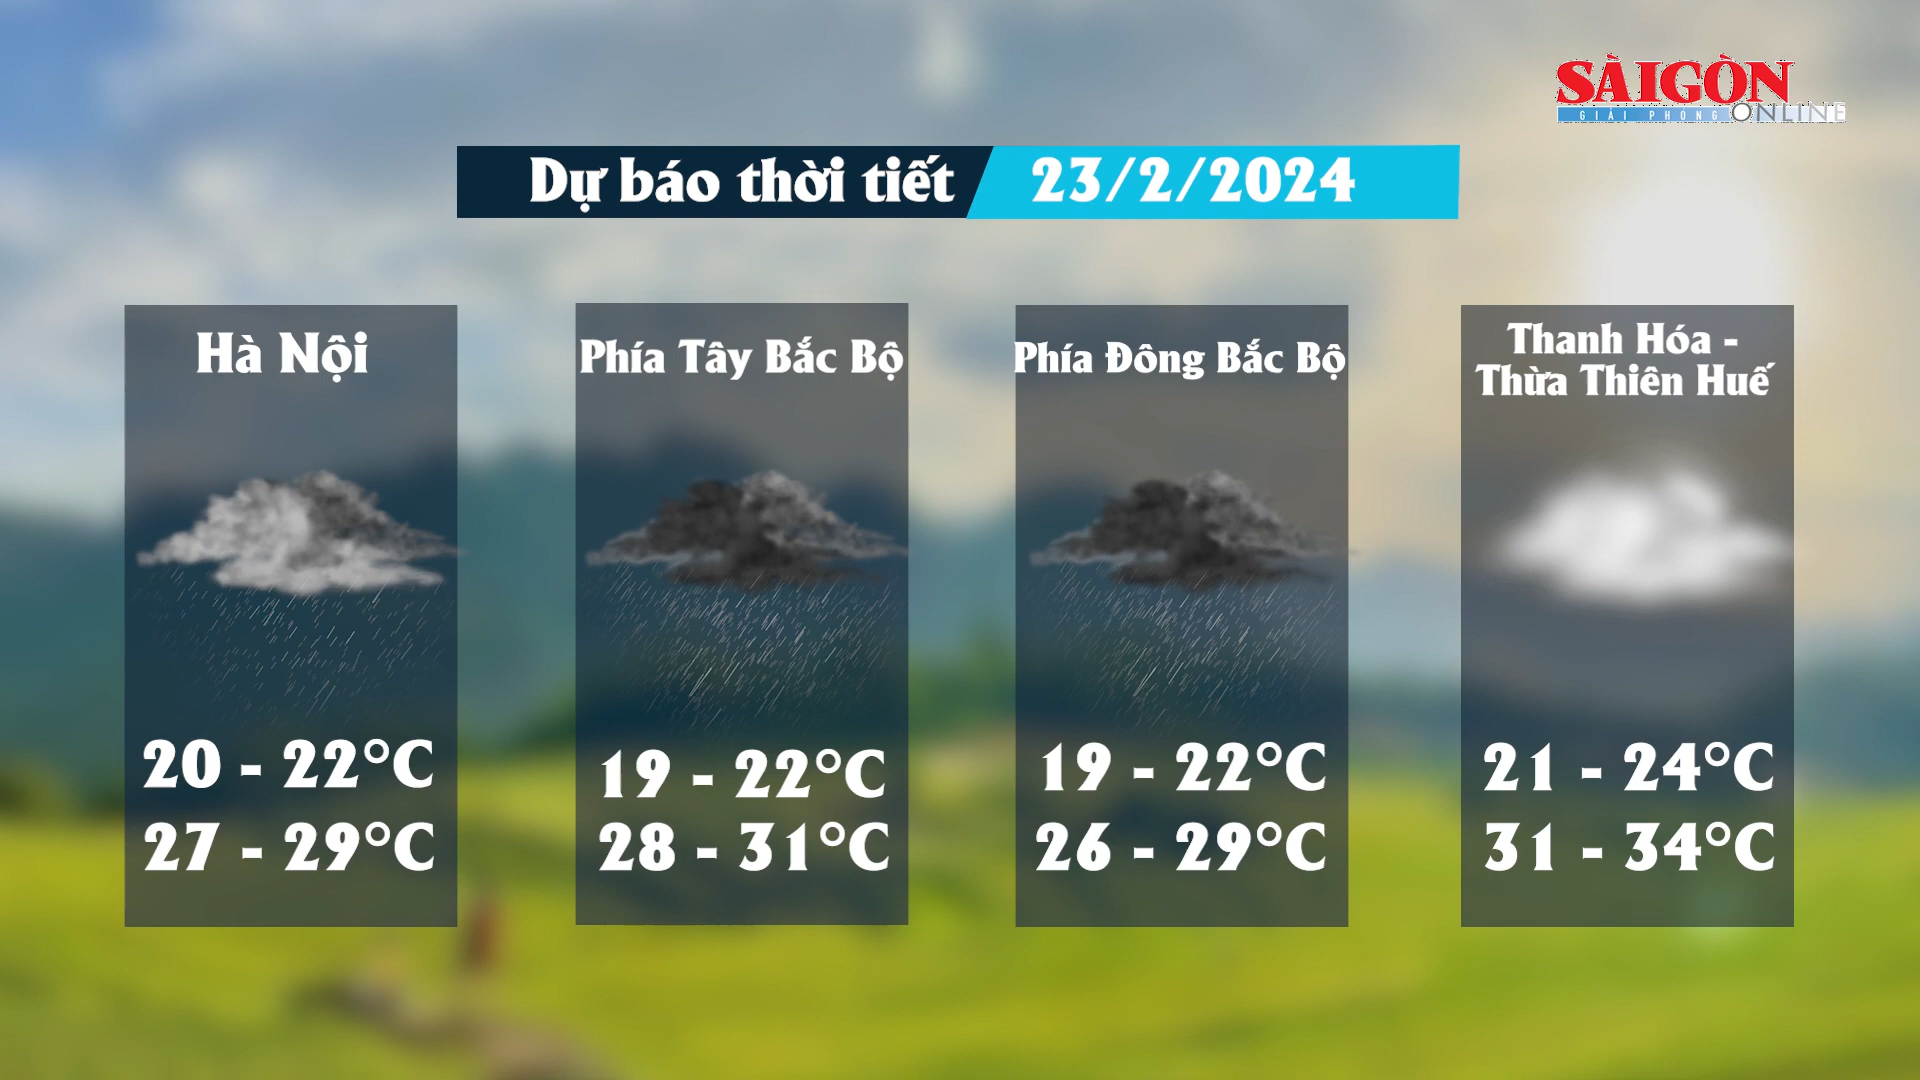 SÀIGÒN
GIẢI PHÓNG ONLINE
Dự báo thời tiết 23/2/2024
Hà Nội
20 - 22°C
27 - 29°C
Phía Tây Bắc Bộ
19 - 22°C
28 - 31°C
Phía Đông Bắc Bộ
19 - 22°C
26 - 29°C
Thanh Hóa -
Thừa Thiên Huế
21 - 24°C
31 - 34°C